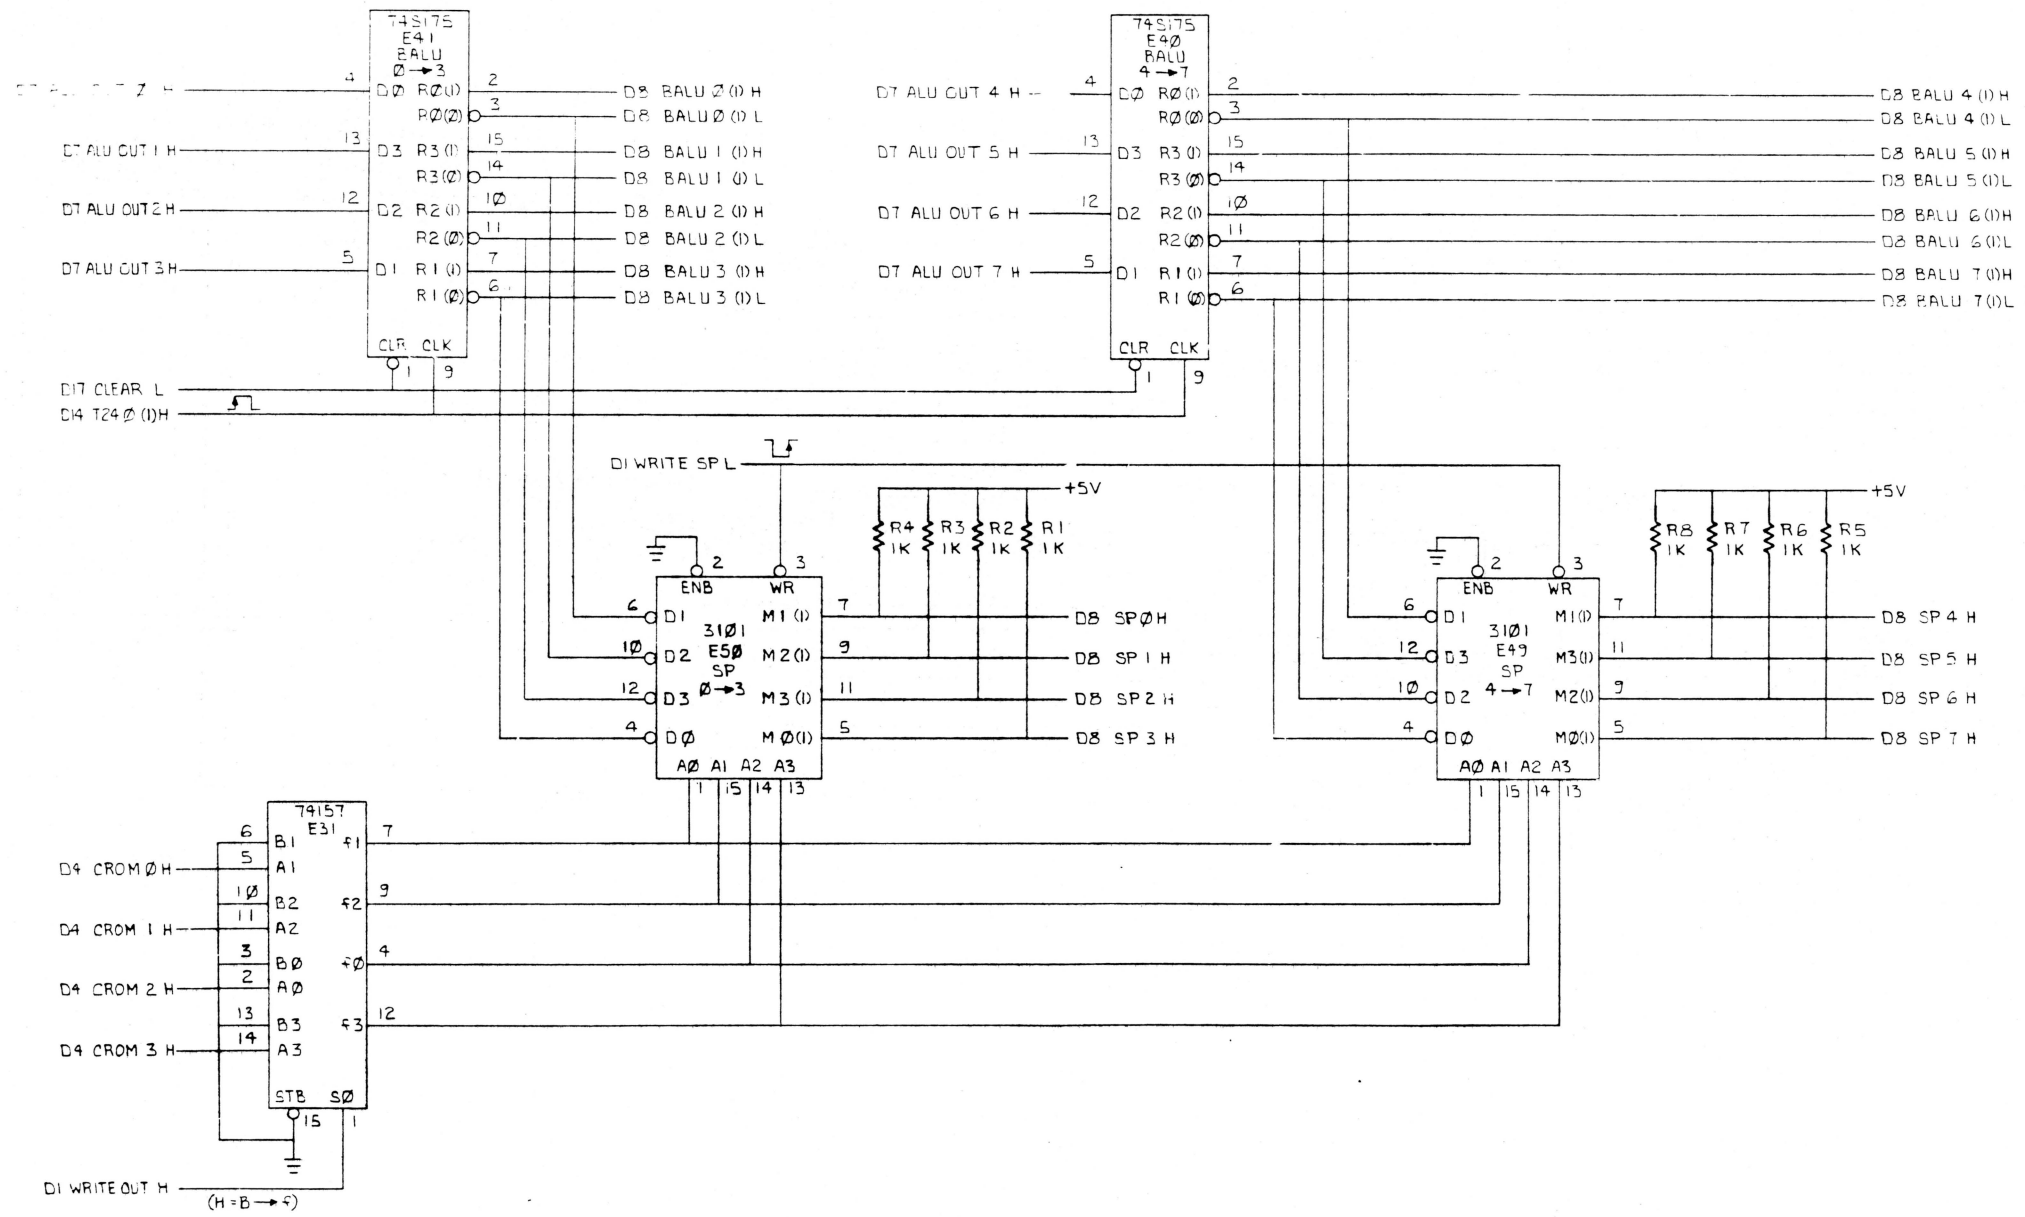 74S175
E41
BALU
Ø→3
4
DØ RØ(1)
2
D8 BALU Ø (1) H
RØ(Ø)
3
D8 BALU Ø (1) L
D7 ALU OUT 1 H
13
D3 R3(1)
15
D8 BALU 1 (1) H
R3(Ø)
14
D8 BALU 1 (1) L
D7 ALU OUT 2 H
12
D2 R2(1)
10
D8 BALU 2 (1) H
R2(Ø)
11
D8 BALU 2 (1) L
D7 ALU OUT 3 H
5
D1 R1(1)
7
D8 BALU 3 (1) H
R1(Ø)
6
D8 BALU 3 (1) L
CLR CLK
1
9
74S175
E4Ø
BALU
4→7
D7 ALU OUT 4 H
4
DØ RØ(1)
2
D8 BALU 4 (1) H
RØ(Ø)
3
D8 BALU 4 (1) L
D7 ALU OUT 5 H
13
D3 R3(1)
15
D8 BALU 5 (1) H
R3(Ø)
14
D8 BALU 5 (1) L
D7 ALU OUT 6 H
12
D2 R2(1)
1Ø
D8 BALU 6 (1) H
R2(Ø)
11
D8 BALU 6 (1) L
D7 ALU OUT 7 H
5
D1 R1(1)
7
D8 BALU 7 (1) H
R1(Ø)
6
D8 BALU 7 (1) L
CLR CLK
1
9
D17 CLEAR L
D14 T24Ø (1) H
D1 WRITE SP L
+5V
R4 R3 R2 R1
1K 1K 1K 1K
2
3
ENB WR
6
D1 M1(1)
7
D8 SP Ø H
31Ø1
E5Ø
SP
Ø→3
1Ø
D2 M2(1)
9
D8 SP 1 H
12
D3 M3(1)
11
D8 SP 2 H
4
DØ MØ(1)
5
D8 SP 3 H
AØ A1 A2 A3
1 15 14 13
+5V
R8 R7 R6 R5
1K 1K 1K 1K
2
3
ENB WR
6
D1 M1(1)
7
D8 SP 4 H
31Ø1
E49
SP
4→7
12
D3 M3(1)
11
D8 SP 5 H
1Ø
D2 M2(1)
9
D8 SP 6 H
4
DØ MØ(1)
5
D8 SP 7 H
AØ A1 A2 A3
1 15 14 13
74157
E31
6
B1 f1
7
D4 CROM Ø H
5
A1
1Ø
B2 f2
9
D4 CROM 1 H
11
A2
3
BØ fØ
4
D4 CROM 2 H
2
AØ
13
B3 f3
12
D4 CROM 3 H
14
A3
STB SØ
15
1
D1 WRITE OUT H
(H=B→f)